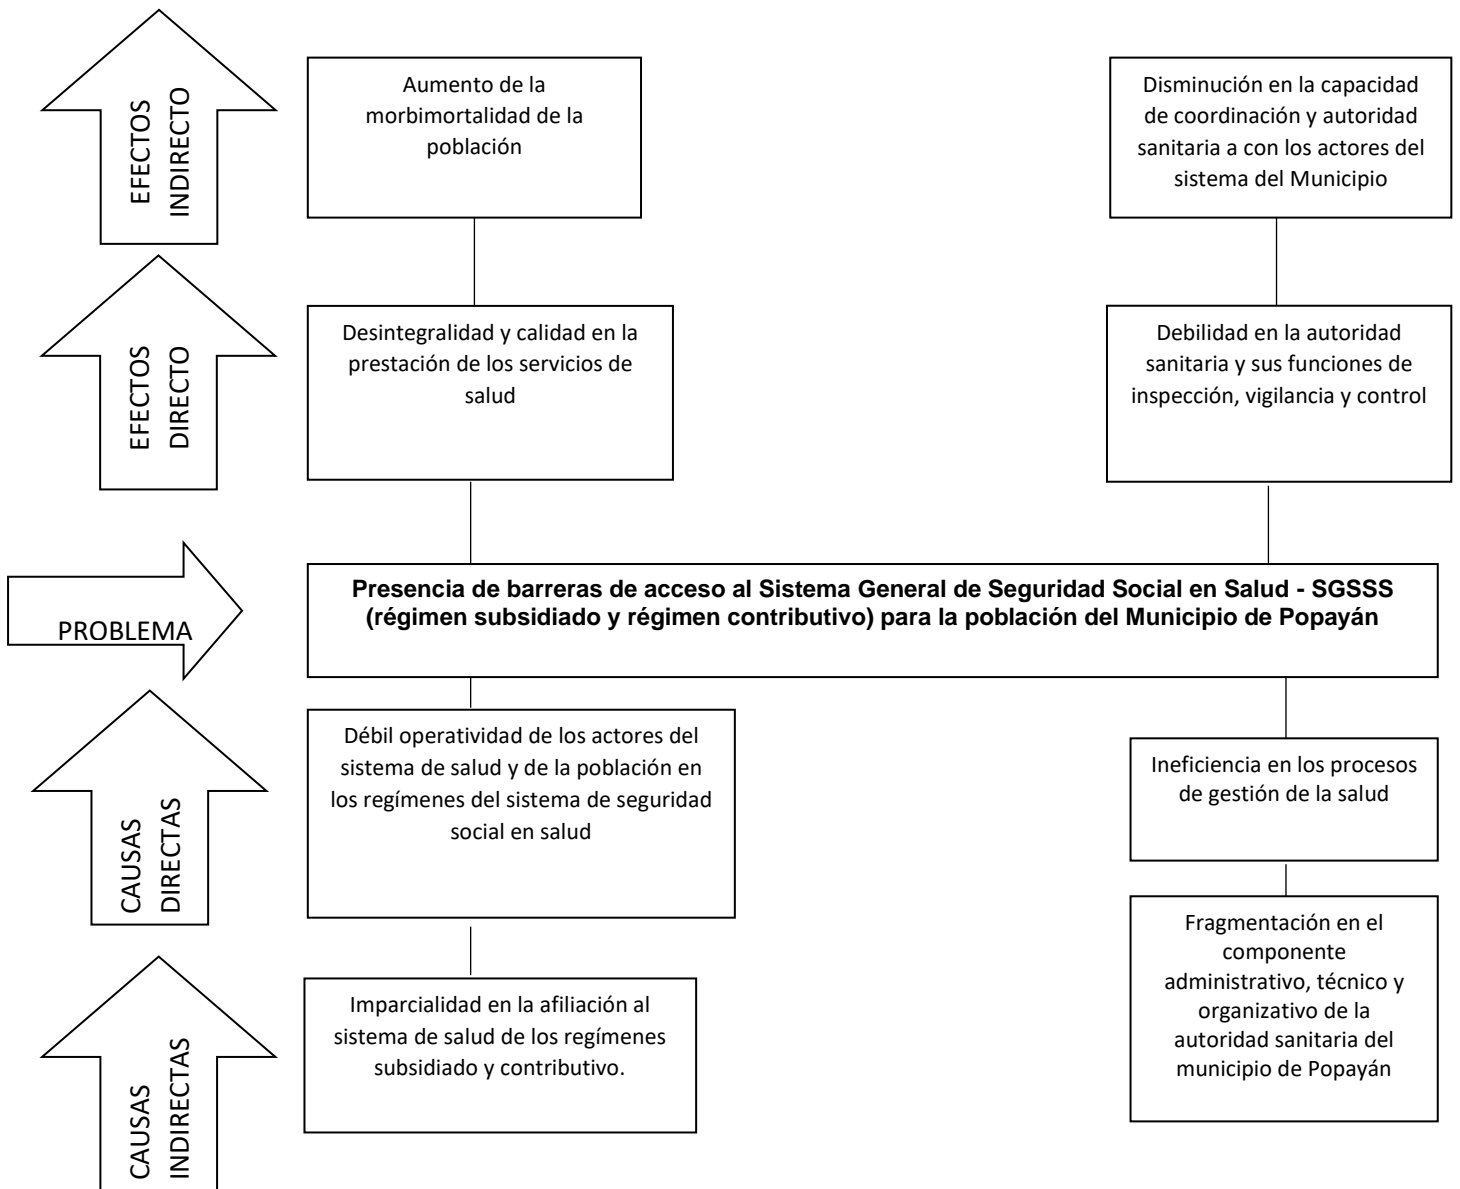 EFECTOS
INDIRECTO
Aumento de la
morbimortalidad de la
población
Disminución en la capacidad
de coordinación y autoridad
sanitaria a con los actores del
sistema del Municipio
EFECTOS
DIRECTO
Desintegralidad y calidad en la
prestación de los servicios de
salud
Debilidad en la autoridad
sanitaria y sus funciones de
inspección, vigilancia y control
PROBLEMA
Presencia de barreras de acceso al Sistema General de Seguridad Social en Salud - SGSSS
(régimen subsidiado y régimen contributivo) para la población del Municipio de Popayán
CAUSAS
DIRECTAS
Débil operatividad de los actores del
sistema de salud y de la población en
los regímenes del sistema de seguridad
social en salud
Ineficiencia en los procesos
de gestión de la salud
CAUSAS
INDIRECTAS
Imparcialidad en la afiliación al
sistema de salud de los regímenes
subsidiado y contributivo.
Fragmentación en el
componente
administrativo, técnico y
organizativo de la
autoridad sanitaria del
municipio de Popayán